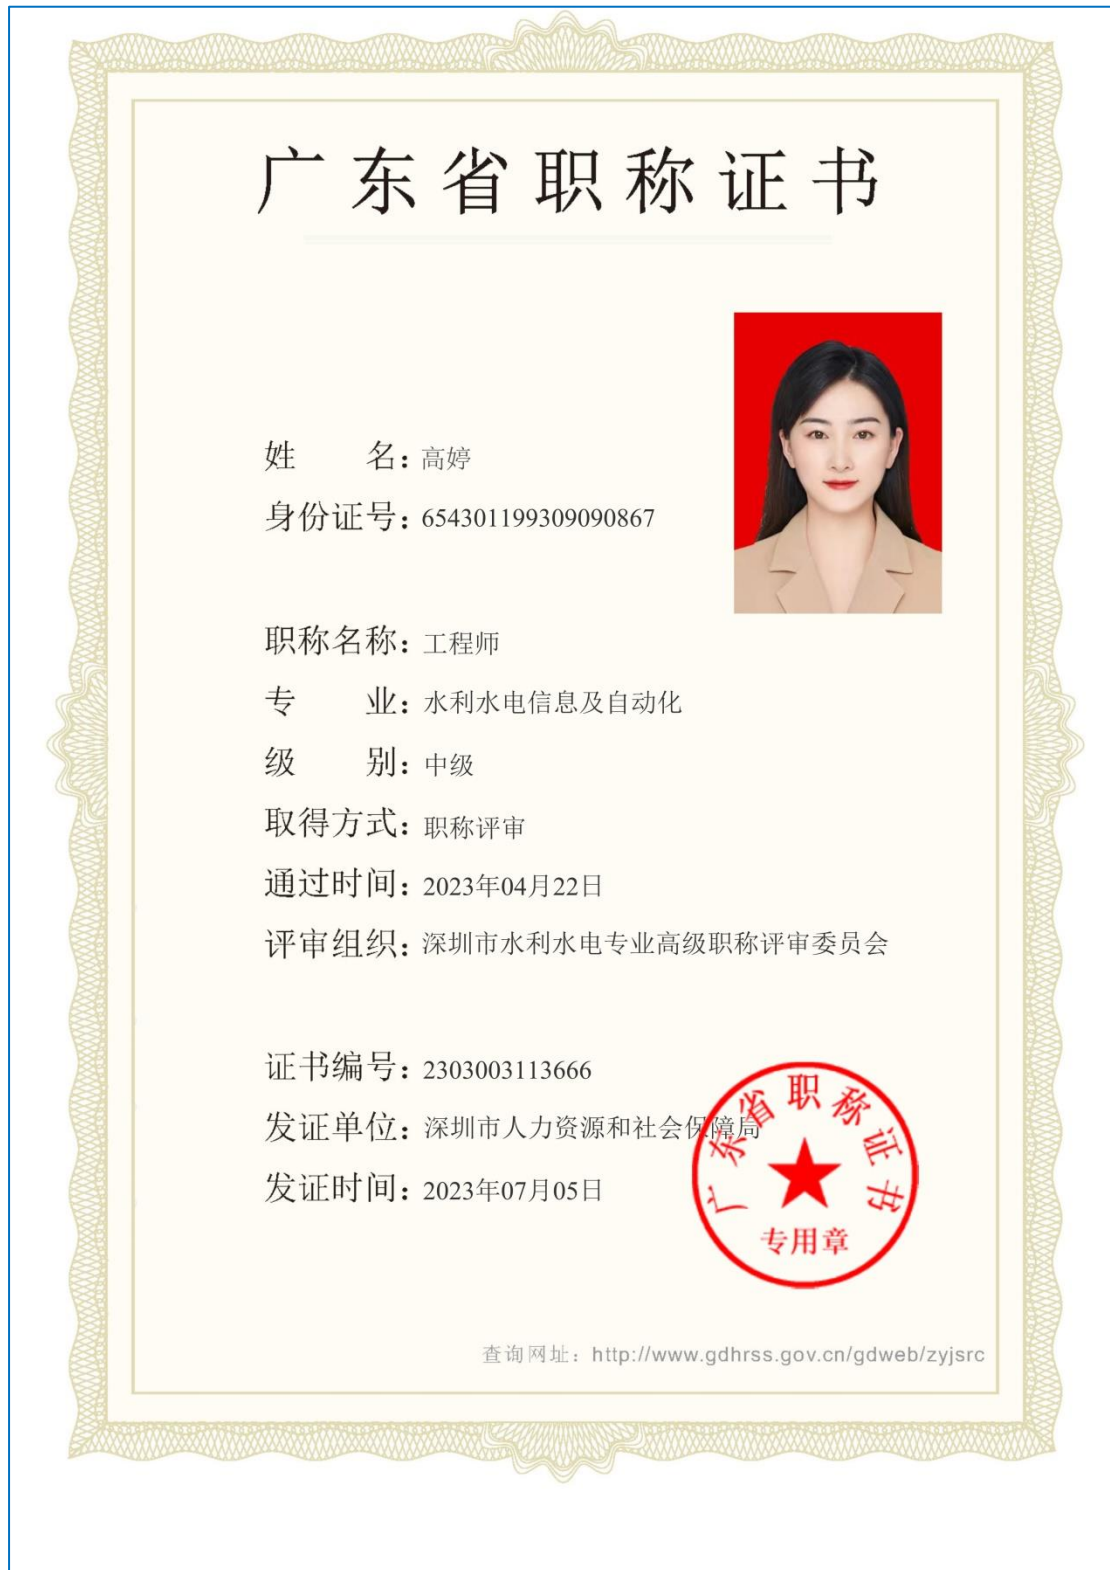 广东省职称证书
姓　　名：高婷
身份证号：654301199309090867
职称名称：工程师
专　　业：水利水电信息及自动化
级　　别：中级
取得方式：职称评审
通过时间：2023年04月22日
评审组织：深圳市水利水电专业高级职称评审委员会
证书编号：2303003113666
发证单位：深圳市人力资源和社会保障局
发证时间：2023年07月05日
广东省职称证书
专用章
查询网址：http://www.gdhrss.gov.cn/gdweb/zyjsrc